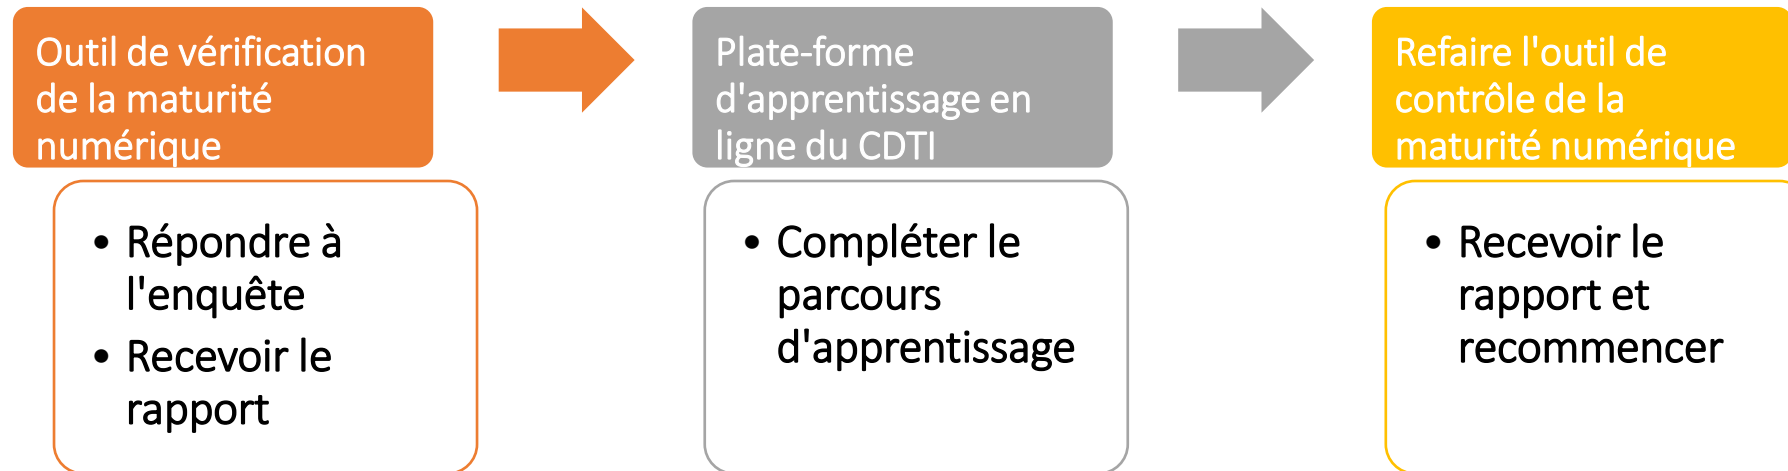 Outil de vérification
de la maturité
numérique
• Répondre à
l'enquête
• Recevoir le
rapport
Plate-forme
d'apprentissage en
ligne du CDTI
• Compléter le
parcours
d'apprentissage
Refaire l'outil de
contrôle de la
maturité numérique
• Recevoir le
rapport et
recommencer